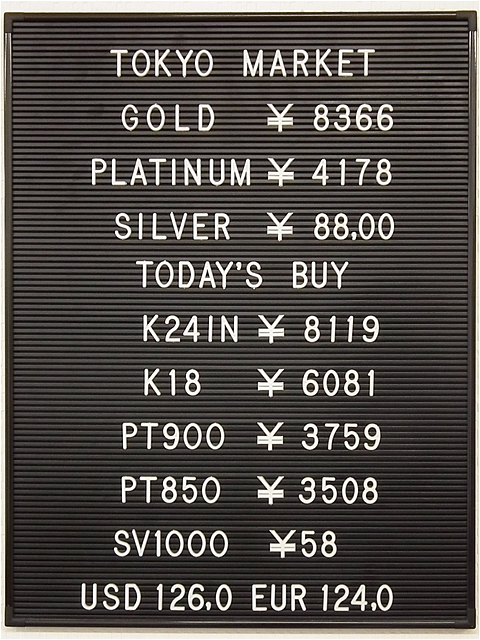 TOKYO MARKET
GOLD ¥ 8366
PLATINUM ¥ 4178
SILVER ¥ 88,00
TODAY'S BUY
K24IN ¥ 8119
K18 ¥ 6081
PT900 ¥ 3759
PT850 ¥ 3508
SV1000 ¥58
USD 126,0 EUR 124,0